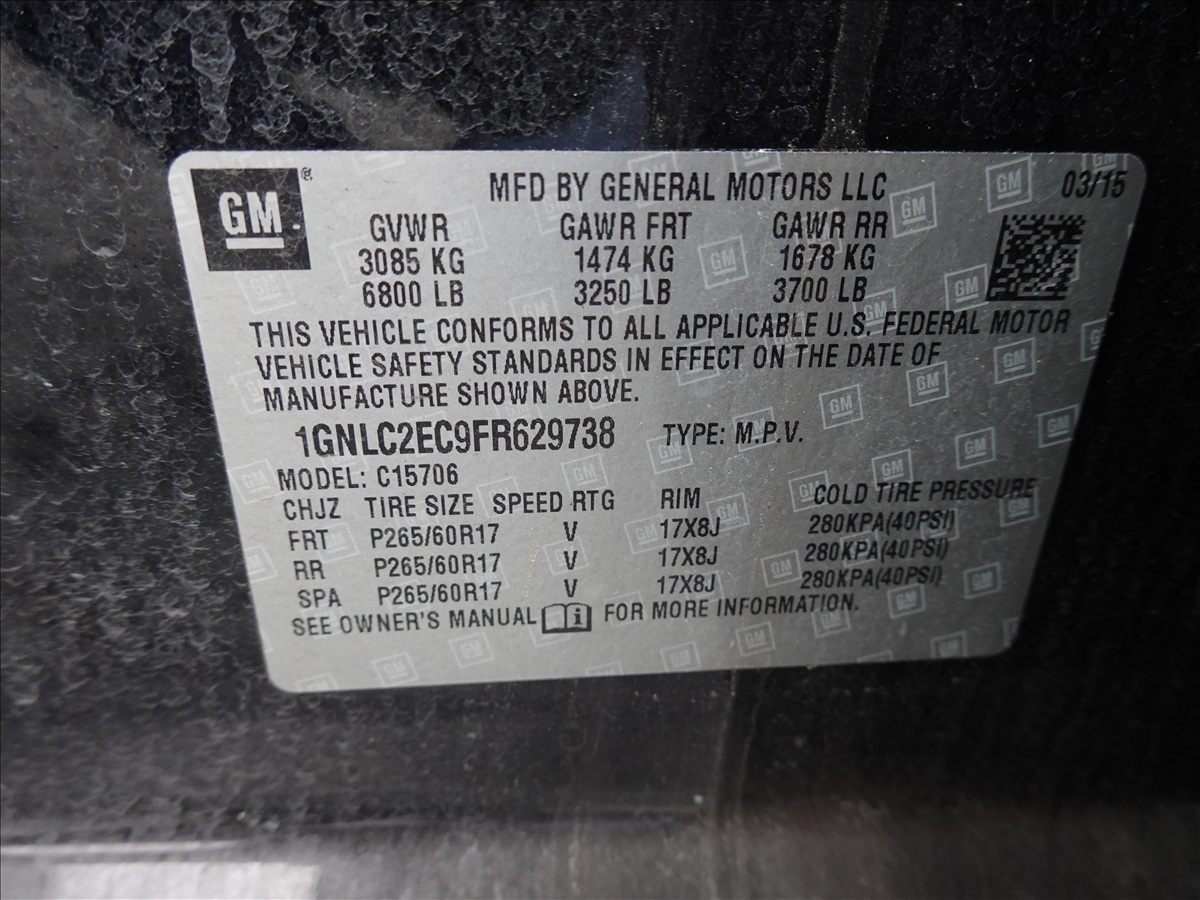 GM ® MFD BY GENERAL MOTORS LLC 03/15
GVWR GAWR FRT GAWR RR
3085 KG 1474 KG 1678 KG
6800 LB 3250 LB 3700 LB
THIS VEHICLE CONFORMS TO ALL APPLICABLE U.S. FEDERAL MOTOR
VEHICLE SAFETY STANDARDS IN EFFECT ON THE DATE OF
MANUFACTURE SHOWN ABOVE.
1GNLC2EC9FR629738 TYPE: M.P.V.
MODEL: C15706
CHJZ TIRE SIZE SPEED RTG RIM COLD TIRE PRESSURE
FRT P265/60R17 V 17X8J 280KPA(40PSI)
RR P265/60R17 V 17X8J 280KPA(40PSI)
SPA P265/60R17 V 17X8J 280KPA(40PSI)
SEE OWNER'S MANUAL FOR MORE INFORMATION.